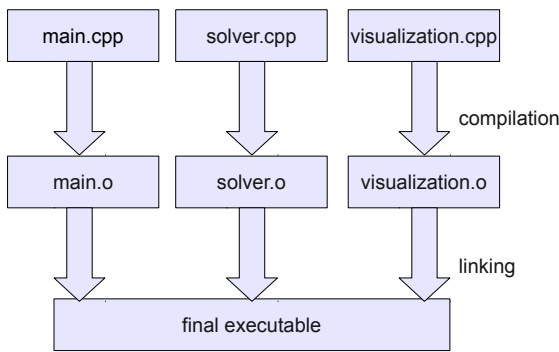 main.cpp
solver.cpp
visualization.cpp
compilation
main.o
solver.o
visualization.o
linking
final executable